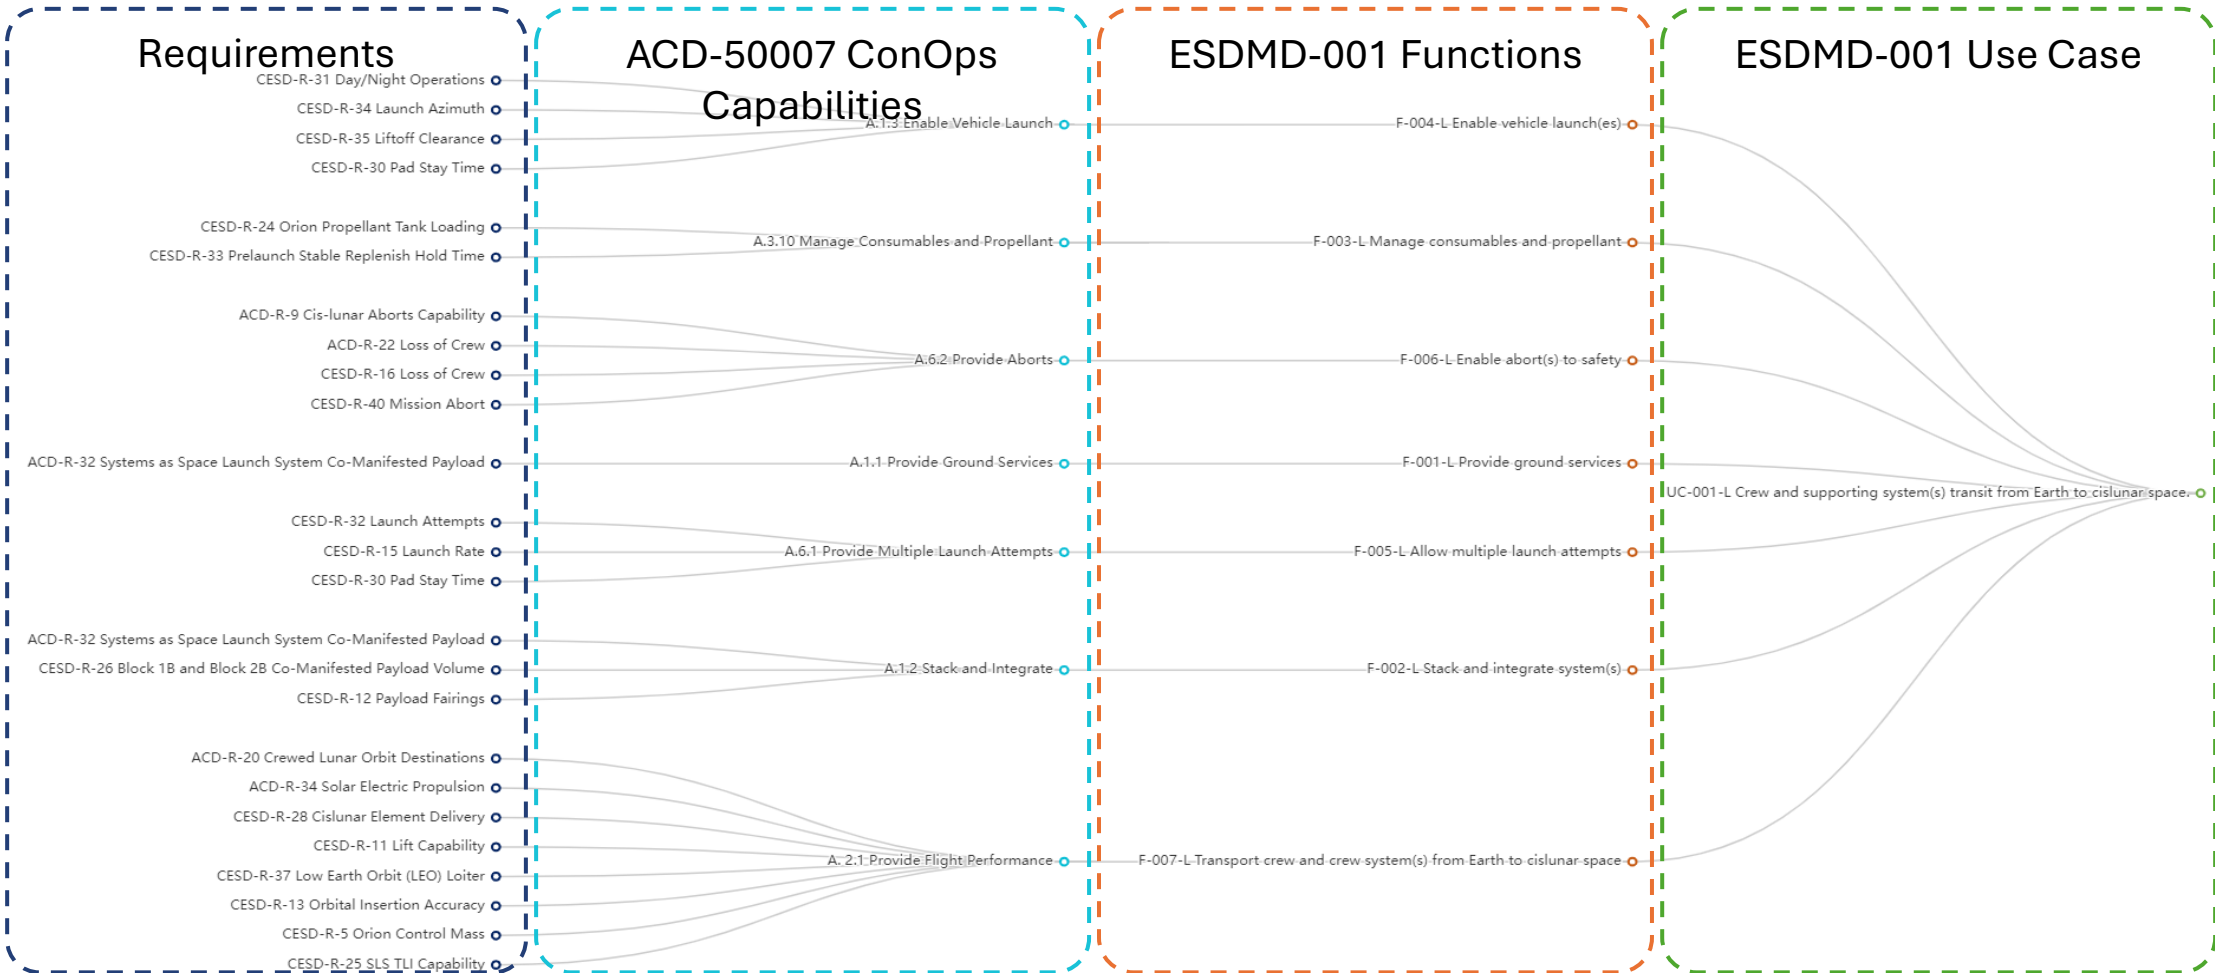 Requirements
CESD-R-31 Day/Night Operations
CESD-R-34 Launch Azimuth
CESD-R-35 Liftoff Clearance
CESD-R-30 Pad Stay Time
CESD-R-24 Orion Propellant Tank Loading
CESD-R-33 Prelaunch Stable Replenish Hold Time
ACD-R-9 Cis-lunar Aborts Capability
ACD-R-22 Loss of Crew
CESD-R-16 Loss of Crew
CESD-R-40 Mission Abort
ACD-R-32 Systems as Space Launch System Co-Manifested Payload
CESD-R-32 Launch Attempts
CESD-R-15 Launch Rate
CESD-R-30 Pad Stay Time
ACD-R-32 Systems as Space Launch System Co-Manifested Payload
CESD-R-26 Block 1B and Block 2B Co-Manifested Payload Volume
CESD-R-12 Payload Fairings
ACD-R-20 Crewed Lunar Orbit Destinations
ACD-R-34 Solar Electric Propulsion
CESD-R-28 Cislunar Element Delivery
CESD-R-11 Lift Capability
CESD-R-37 Low Earth Orbit (LEO) Loiter
CESD-R-13 Orbital Insertion Accuracy
CESD-R-5 Orion Control Mass
CESD-R-25 SLS TLI Capability
ACD-50007 ConOps
Capabilities
A.1.3 Enable Vehicle Launch
A.3.10 Manage Consumables and Propellant
A.6.2 Provide Aborts
A.1.1 Provide Ground Services
A.6.1 Provide Multiple Launch Attempts
A.1.2 Stack and Integrate
A. 2.1 Provide Flight Performance
ESDMD-001 Functions
F-004-L Enable vehicle launch(es)
F-003-L Manage consumables and propellant
F-006-L Enable abort(s) to safety
F-001-L Provide ground services
F-005-L Allow multiple launch attempts
F-002-L Stack and integrate system(s)
F-007-L Transport crew and crew system(s) from Earth to cislunar space
ESDMD-001 Use Case
UC-001-L Crew and supporting system(s) transit from Earth to cislunar space.